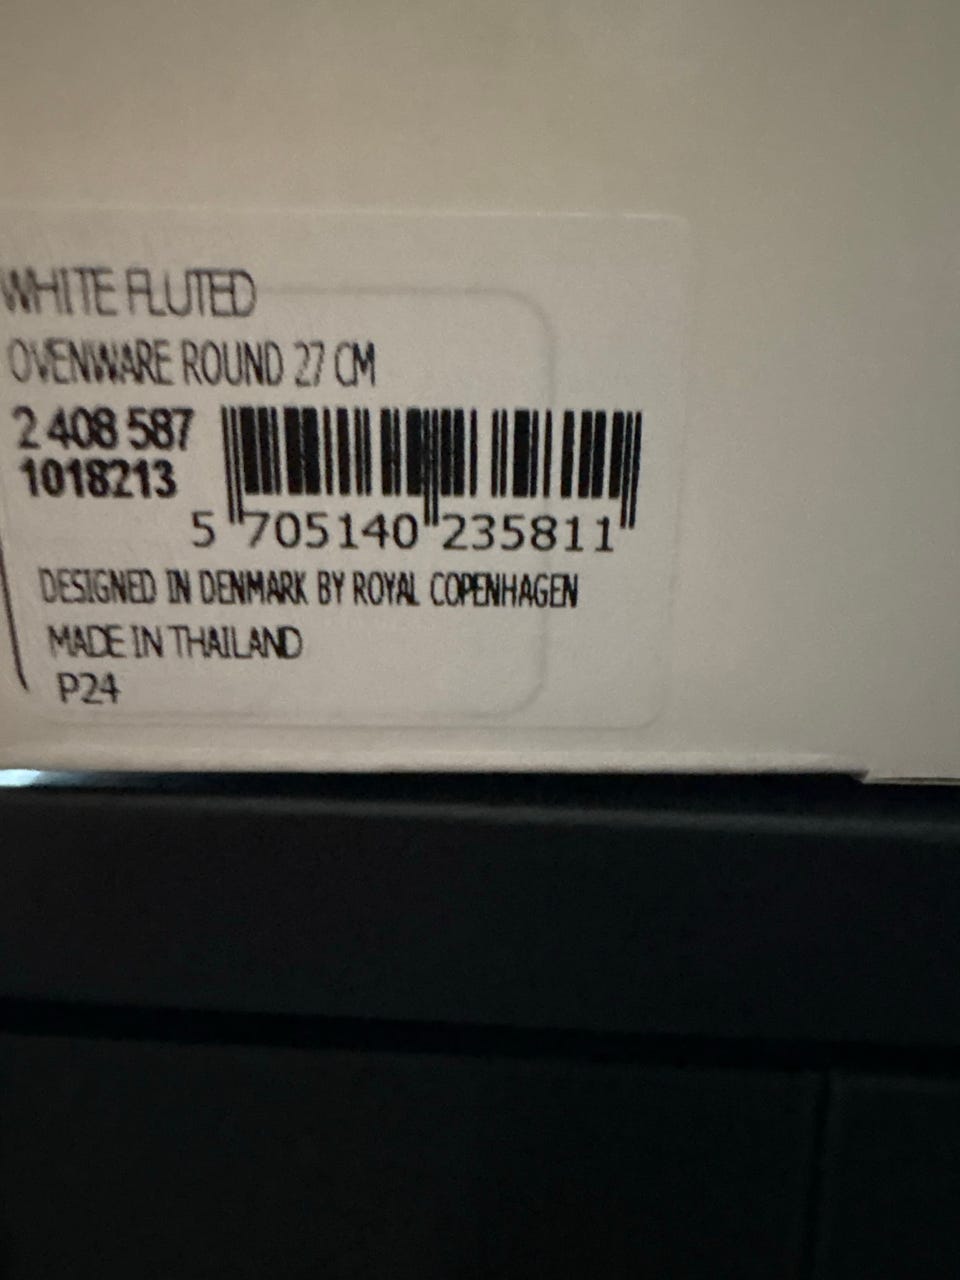 WHITE FLUTED
OVENWARE ROUND 27 CM
2 408 587
1018213
5 705140 235811
DESIGNED IN DENMARK BY ROYAL COPENHAGEN
MADE IN THAILAND
P24